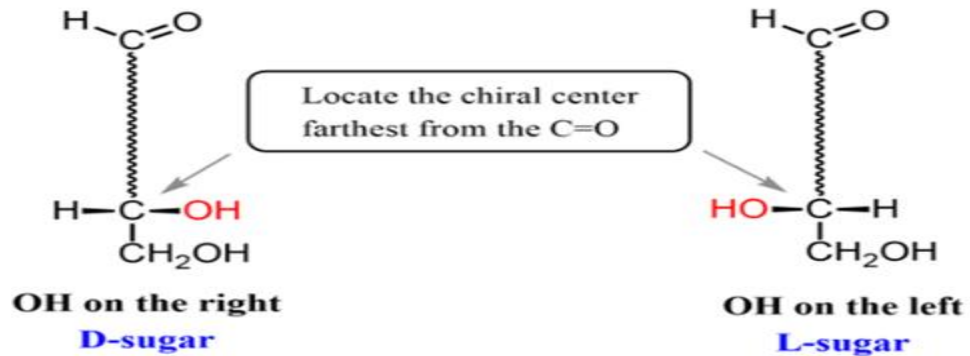 H C=O
H C=O
Locate the chiral center
farthest from the C=O
H C OH
HO C H
CH₂OH
CH₂OH
OH on the right
OH on the left
D-sugar
L-sugar